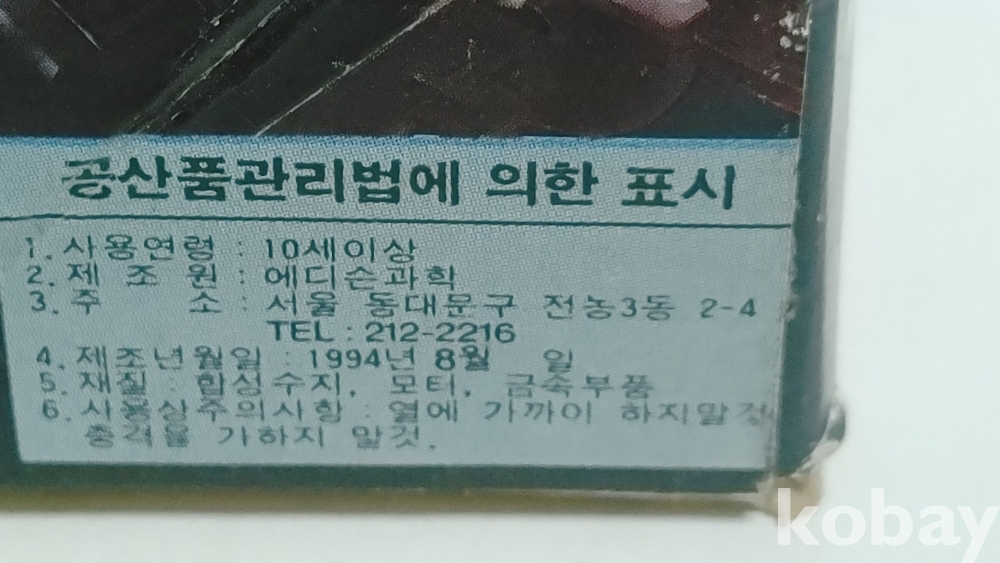 공산품관리법에 의한 표시
1. 사용연령 : 10세이상
2. 제 조 원 : 에디슨과학
3. 주 소 : 서울 동대문구 전농3동 2-4
TEL : 212-2216
4. 제조년월일 : 1994년 8월 일
5. 재질 : 합성수지, 모터, 금속부품
6. 사용상주의사항 : 열에 가까이 하지말것
충격을 가하지 말것.
kobay